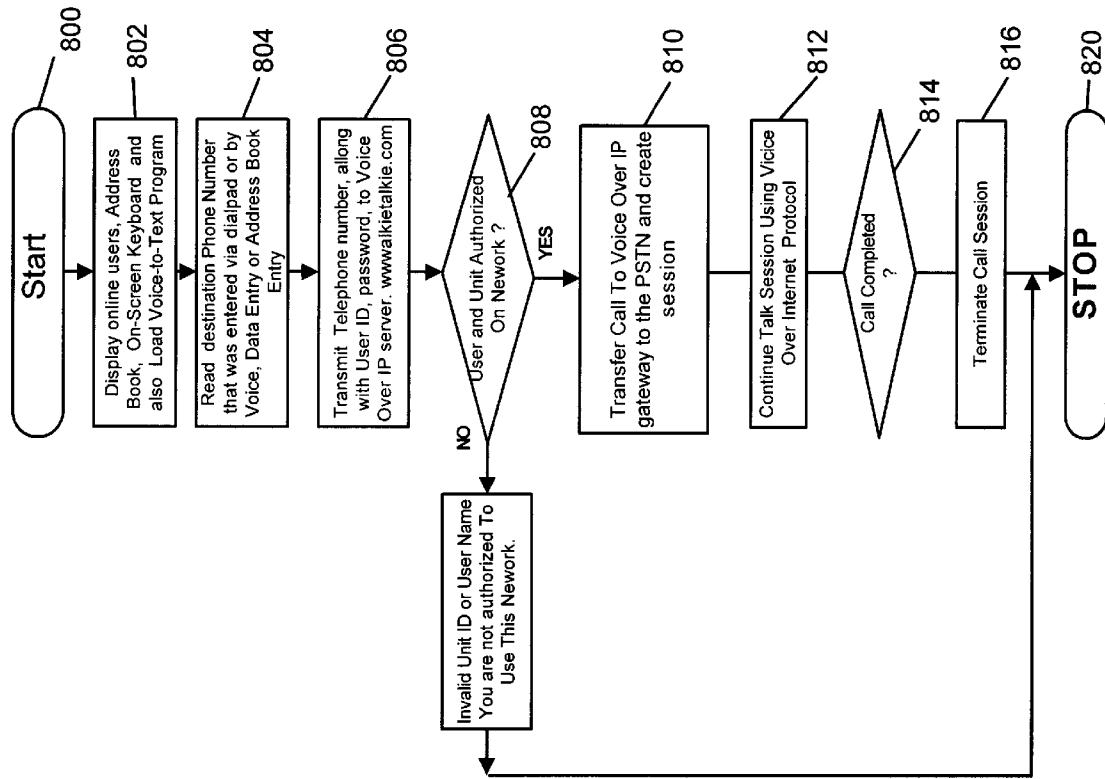 Start
800
Display online users, Address
Book, On-Screen Keyboard and
also Load Voice-to-Text Program
802
Read destination Phone Number
that was entered via dialpad or by
Voice, Data Entry or Address Book
Entry
804
Transmit Telephone number, allong
with User ID, password, to Voice
Over IP server. wwwalkietalkie.com
806
User and Unit Authorized
On Nework ?
808
NO
YES
Invalid Unit ID or User Name
You are not authorized To
Use This Nework.
Transfer Call To Voice Over IP
gateway to the PSTN and create
session
810
Continue Talk Session Using Vicice
Over Internet Protocol
812
Call Completed
?
814
Terminate Call Session
816
STOP
820